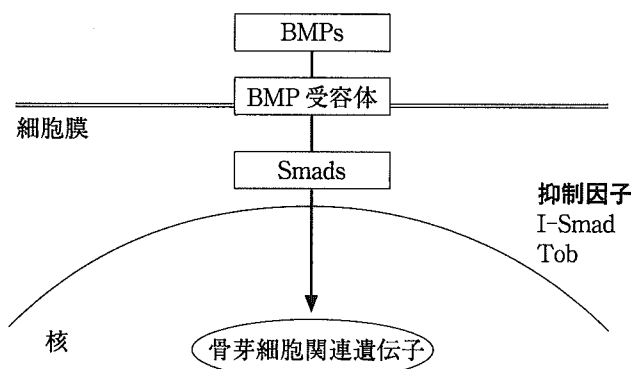 BMPs
BMP 受容体
細胞膜
Smads
抑制因子
I-Smad
Tob
核
骨芽細胞関連遺伝子